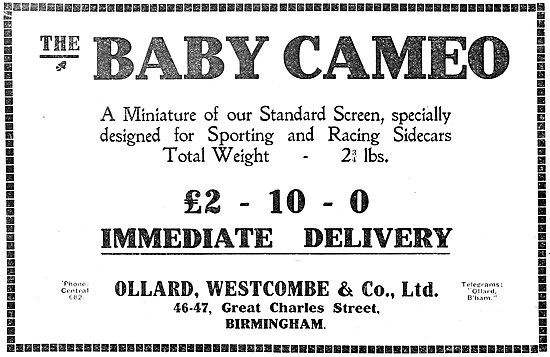 THE BABY CAMEO
A Miniature of our Standard Screen, specially
designed for Sporting and Racing Sidecars
Total Weight - 2¾ lbs.
£2 - 10 - 0
IMMEDIATE DELIVERY
'Phone:
Central
682
OLLARD, WESTCOMBE & Co., Ltd.
46-47, Great Charles Street,
BIRMINGHAM.
Telegrams:
"Ollard,
B'ham."